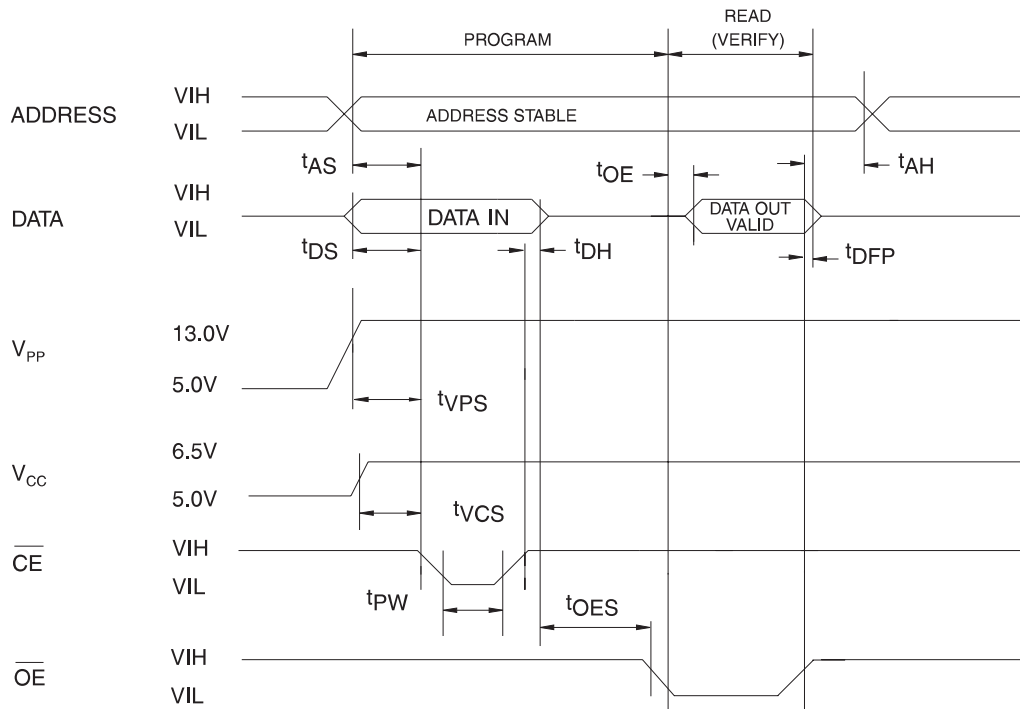 READ
PROGRAM (VERIFY)
ADDRESS VIH
VIL
ADDRESS STABLE
tAS tOE tAH
DATA VIH
VIL
DATA IN
DATA OUT
VALID
tDS tDH tDFP
VPP 13.0V
5.0V
tVPS
VCC 6.5V
5.0V
tVCS
CE VIH
VIL
tPW tOES
OE VIH
VIL